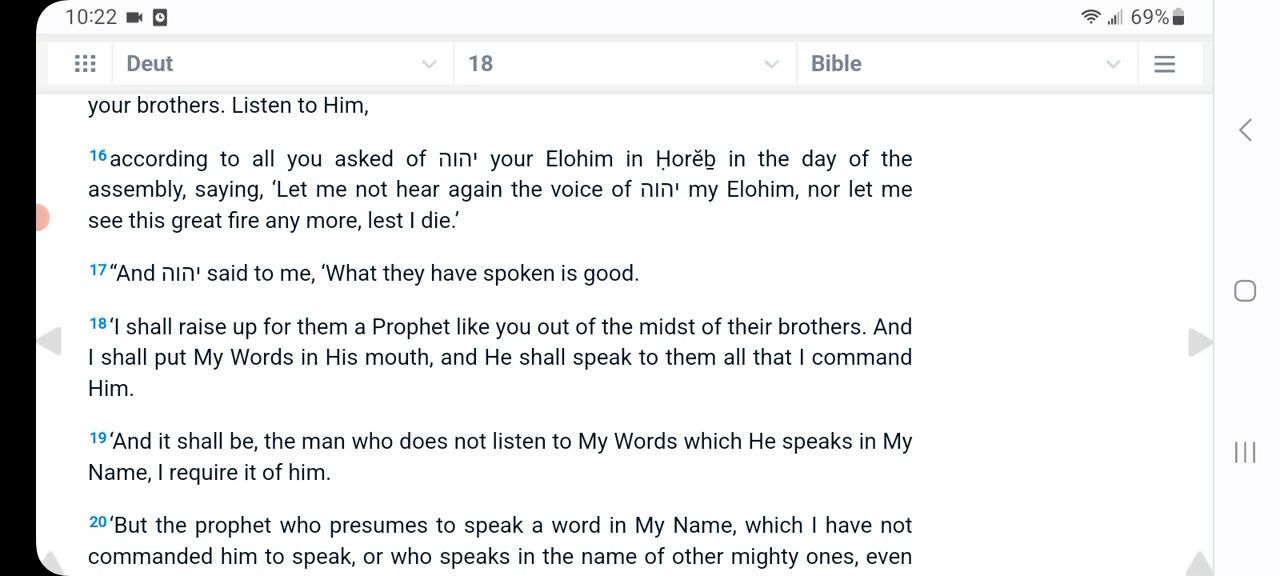 10:22 69%
Deut 18 Bible
your brothers. Listen to Him,
16 according to all you asked of יהוה your Elohim in Ḥorĕḇ in the day of the
assembly, saying, ‘Let me not hear again the voice of יהוה my Elohim, nor let me
see this great fire any more, lest I die.’
17 “And יהוה said to me, ‘What they have spoken is good.
18 ‘I shall raise up for them a Prophet like you out of the midst of their brothers. And
I shall put My Words in His mouth, and He shall speak to them all that I command
Him.
19 ‘And it shall be, the man who does not listen to My Words which He speaks in My
Name, I require it of him.
20 ‘But the prophet who presumes to speak a word in My Name, which I have not
commanded him to speak, or who speaks in the name of other mighty ones, even